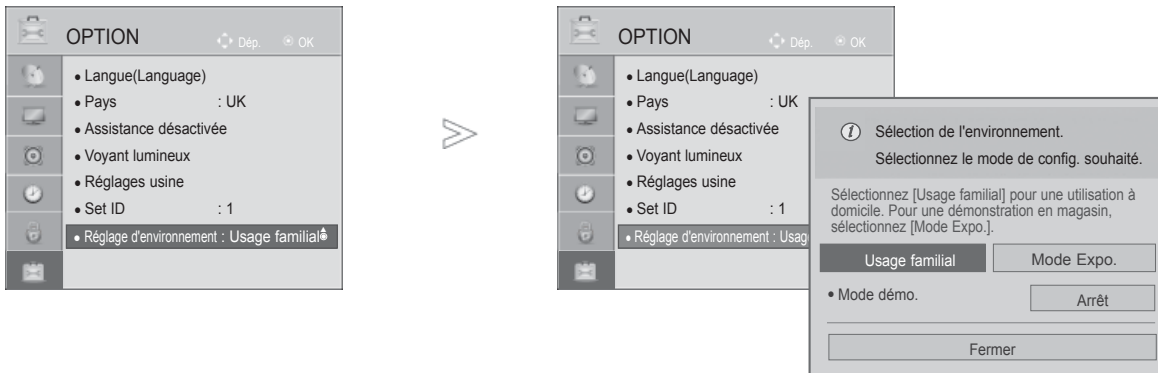 OPTION
Dép. OK
• Langue(Language)
• Pays : UK
• Assistance désactivée
• Voyant lumineux
• Réglages usine
• Set ID : 1
• Réglage d'environnement : Usage familial
OPTION
Dép. OK
• Langue(Language)
• Pays : UK
• Assistance désactivée
• Voyant lumineux
• Réglages usine
• Set ID : 1
• Réglage d'environnement : Usag
i Sélection de l'environnement.
Sélectionnez le mode de config. souhaité.
Sélectionnez [Usage familial] pour une utilisation à
domicile. Pour une démonstration en magasin,
sélectionnez [Mode Expo.].
Usage familial Mode Expo.
• Mode démo. Arrêt
Fermer